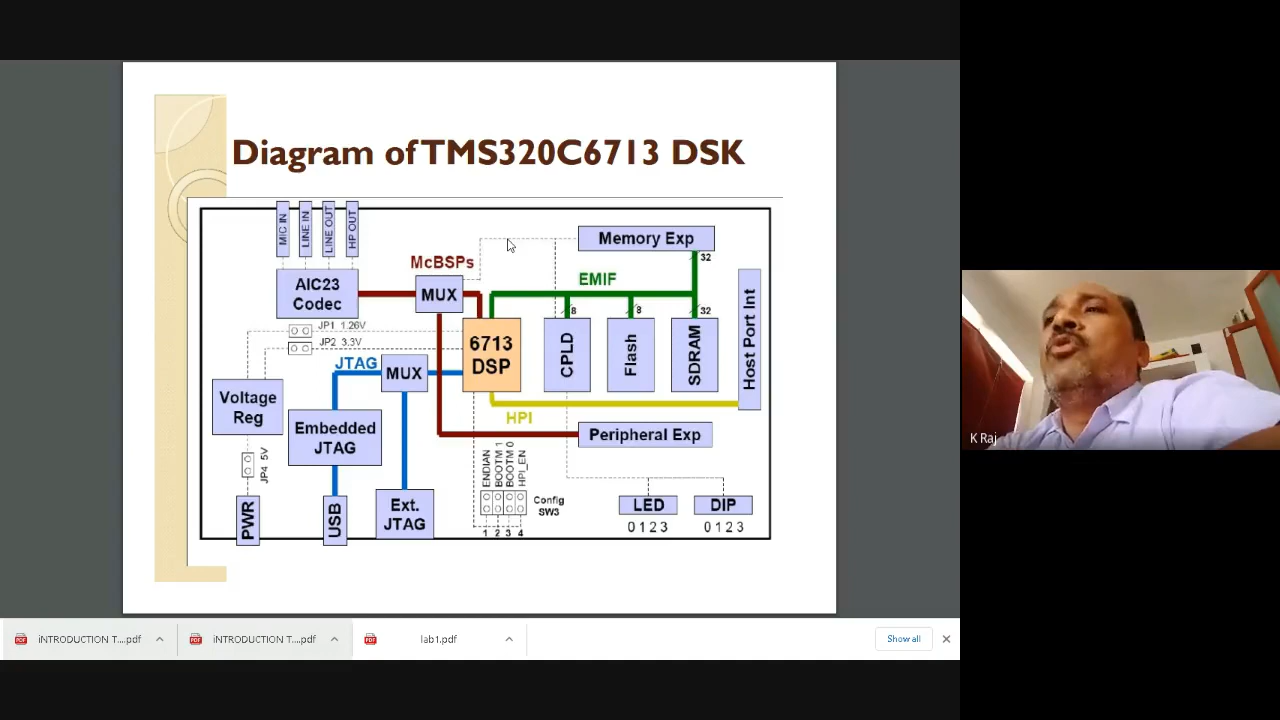 Diagram of TMS320C6713 DSK
MIC IN
LINE IN
LINE OUT
HP OUT
McBSPs
Memory Exp
32
AIC23
Codec
MUX
EMIF
8
8
32
JP1 1.26V
JP2 3.3V
6713
DSP
CPLD
Flash
SDRAM
Host Port Int
JTAG
MUX
Voltage
Reg
HPI
Embedded
JTAG
Peripheral Exp
JP4 5V
ENDIAN
BOOTM 1
BOOTM 0
HPI_EN
Config
SW3
1 2 3 4
PWR
USB
Ext.
JTAG
LED
0 1 2 3
DIP
0 1 2 3
K Raj
iNTRODUCTION T....pdf
iNTRODUCTION T....pdf
lab1.pdf
Show all